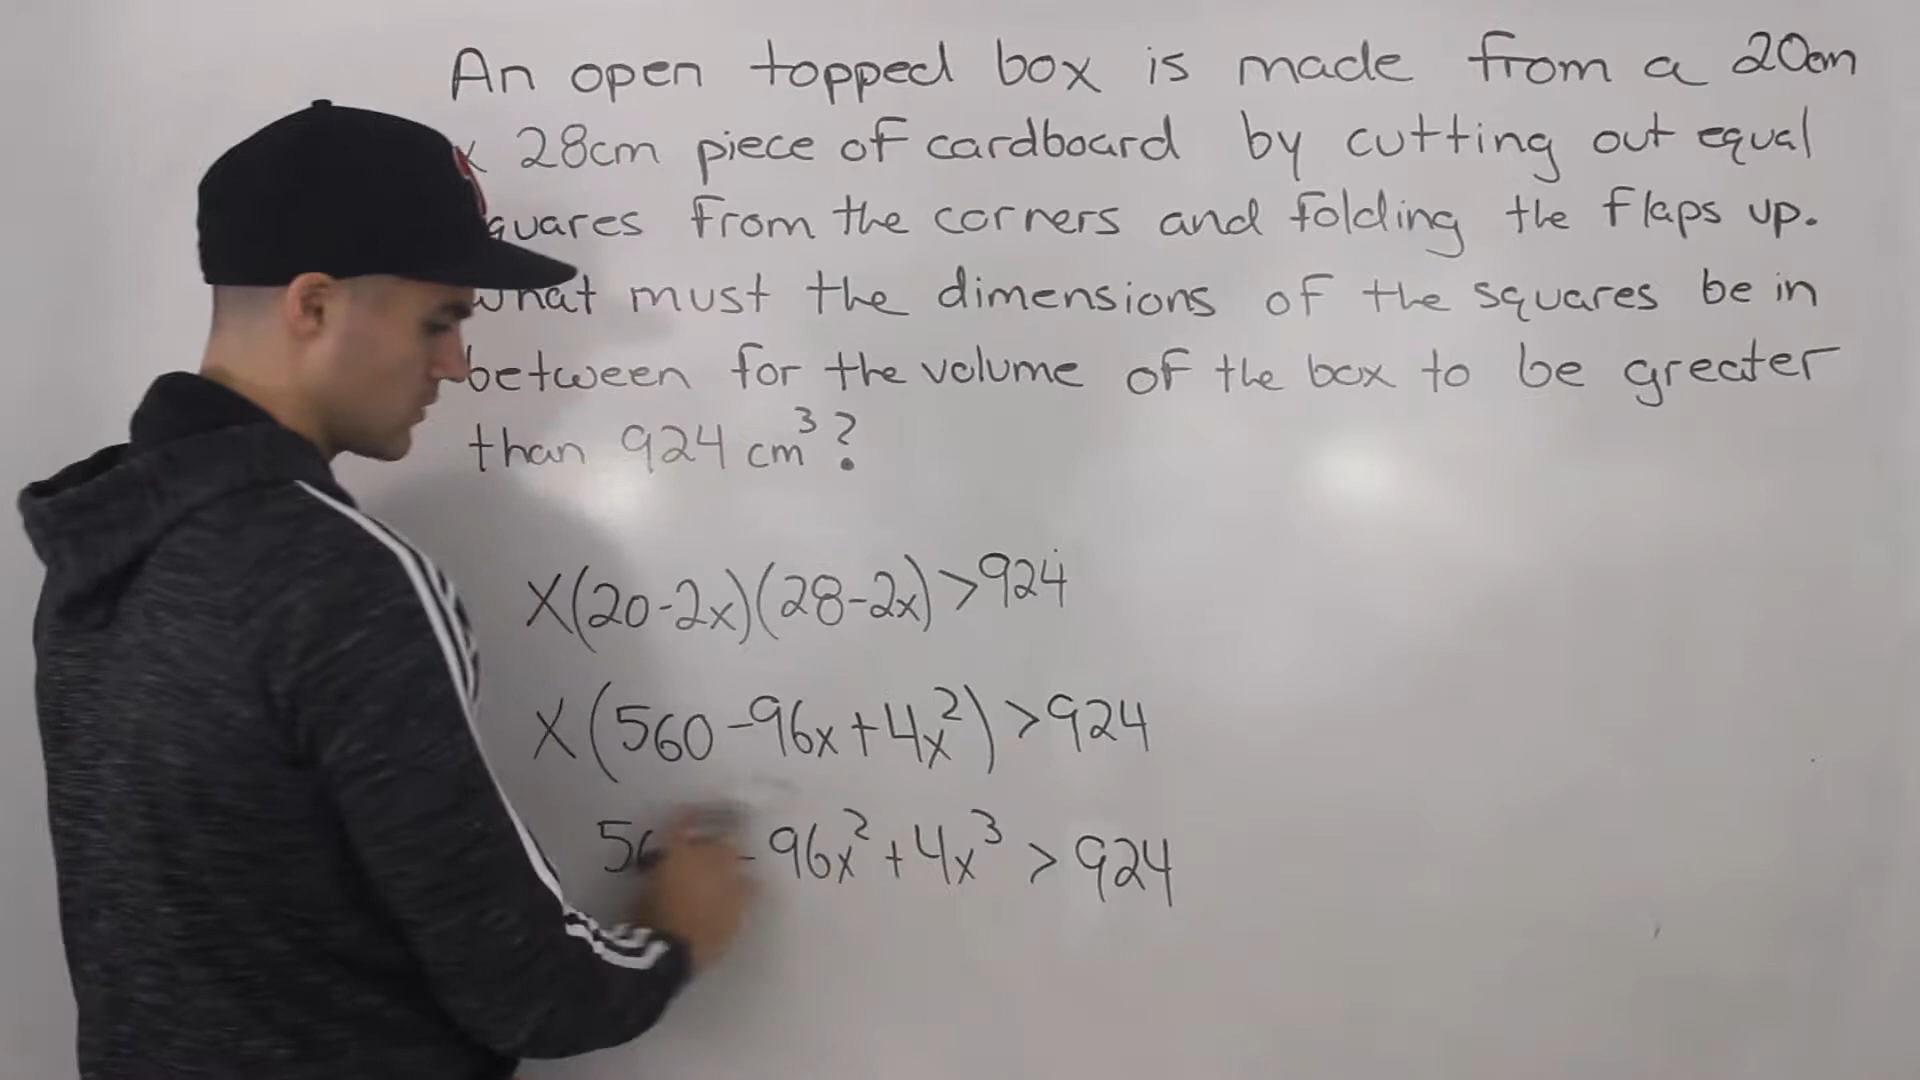 An open topped box is made from a 20cm
x 28cm piece of cardboard by cutting out equal
quares from the corners and folding the flaps up.
What must the dimensions of the squares be in
between for the volume of the box to be greater
than 924 cm³?
X(20-2x)(28-2x)>924
X(560-96x+4x²)>924
56 -96x²+4x³ > 924